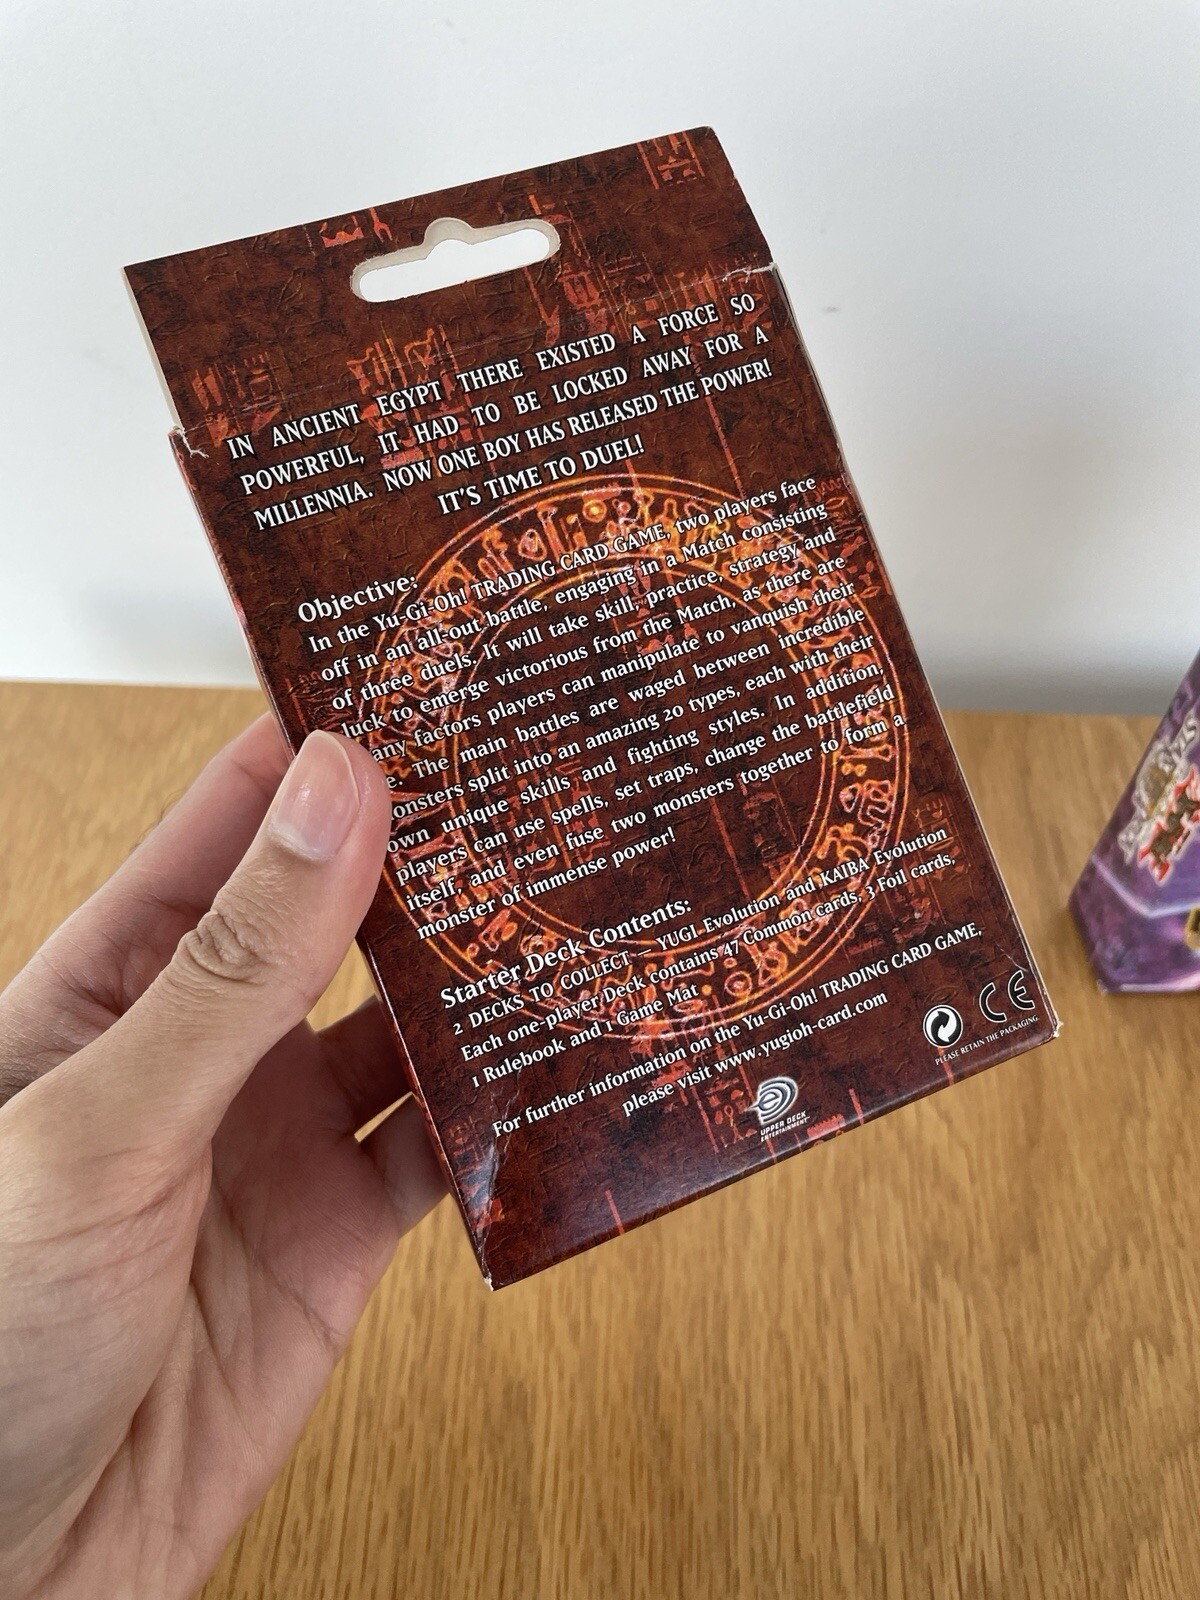 IN ANCIENT EGYPT THERE EXISTED A FORCE SO
POWERFUL, IT HAD TO BE LOCKED AWAY FOR A
MILLENNIA. NOW ONE BOY HAS RELEASED THE POWER!
IT'S TIME TO DUEL!
Objective:
In the Yu-Gi-Oh! TRADING CARD GAME, two players face
off in an all-out battle, engaging in a Match consisting
of three duels. It will take skill, practice, strategy and
luck to emerge victorious from the Match, as there are
any factors players can manipulate to vanquish their
e. The main battles are waged between incredible
onsters split into an amazing 20 types, each with their
own unique skills and fighting styles. In addition,
players can use spells, set traps, change the battlefield
itself, and even fuse two monsters together to form a
monster of immense power!
Starter Deck Contents:
2 DECKS TO COLLECT – YUGI Evolution and KAIBA Evolution
Each one-player Deck contains 47 Common cards, 3 Foil cards,
1 Rulebook and 1 Game Mat
For further information on the Yu-Gi-Oh! TRADING CARD GAME,
please visit www.yugioh-card.com
CE
PLEASE RETAIN THE PACKAGING.
UPPER DECK
ENTERTAINMENT™